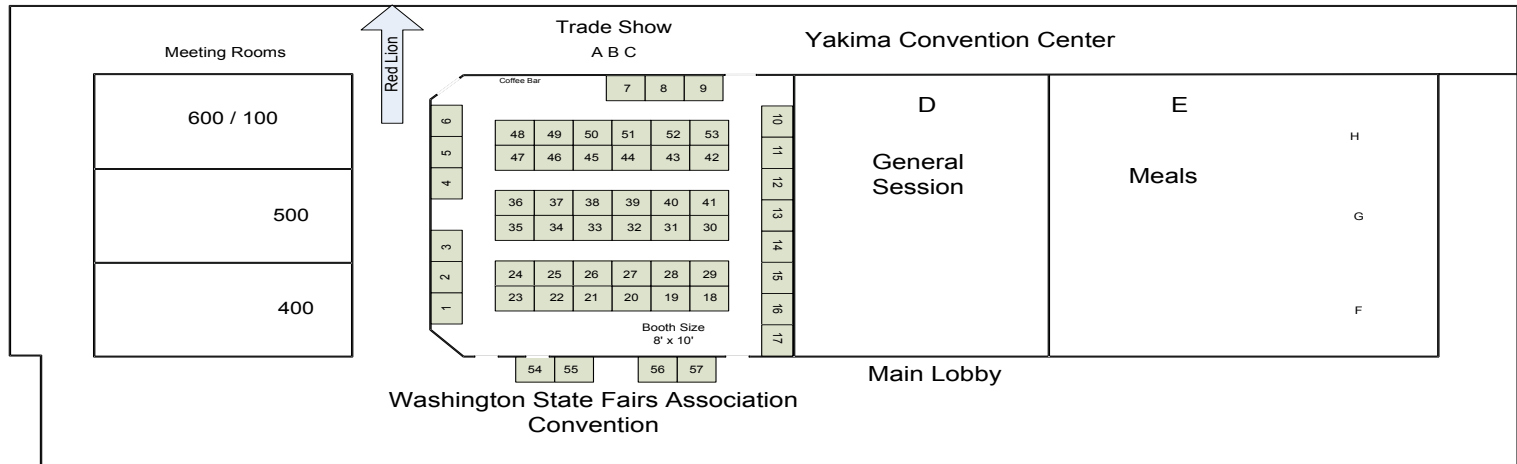 Trade Show
A B C
Yakima Convention Center
Meeting Rooms
Red Lion
Coffee Bar
600 / 100
500
400
7 8 9
6
5
4
3
2
1
48 49 50 51 52 53
47 46 45 44 43 42
36 37 38 39 40 41
35 34 33 32 31 30
24 25 26 27 28 29
23 22 21 20 19 18
10
11
12
13
14
15
16
17
Booth Size
8' x 10'
54 55 56 57
D
General
Session
E
Meals
H
G
F
Main Lobby
Washington State Fairs Association
Convention